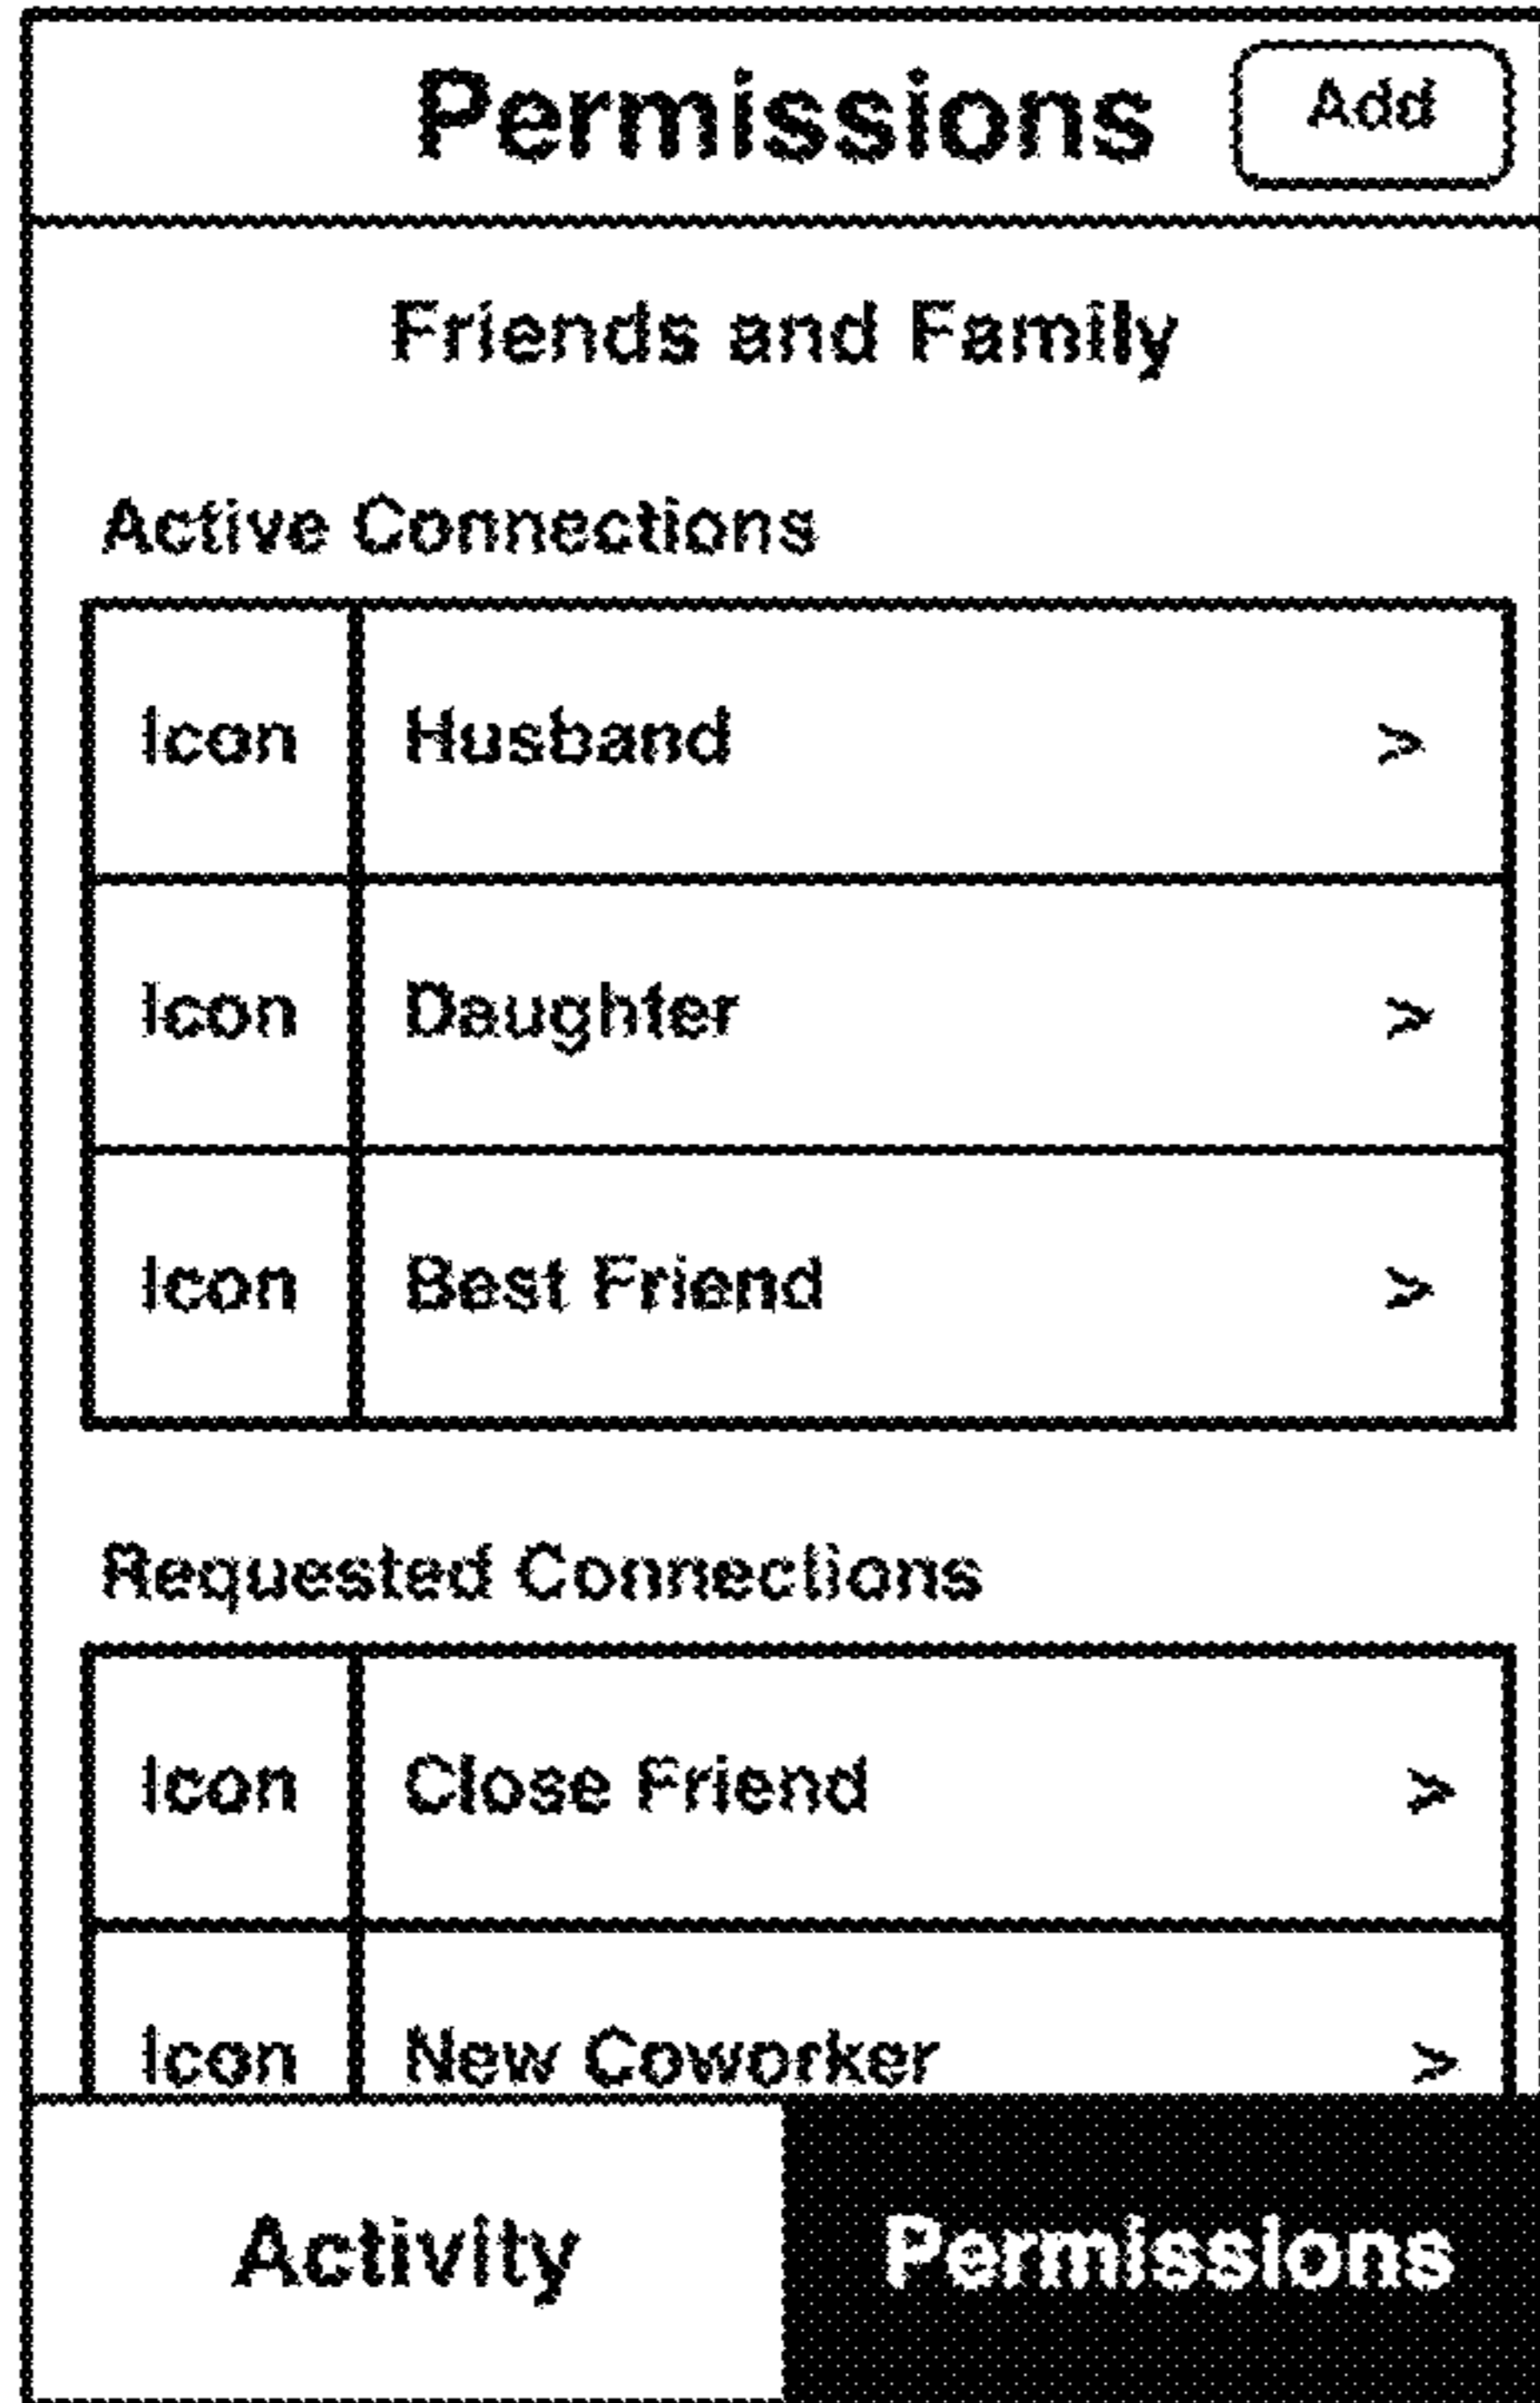 Permissions Add
Friends and Family
Active Connections
Icon Husband >
Icon Daughter >
Icon Best Friend >
Requested Connections
Icon Close Friend >
Icon New Coworker >
Activity Permissions